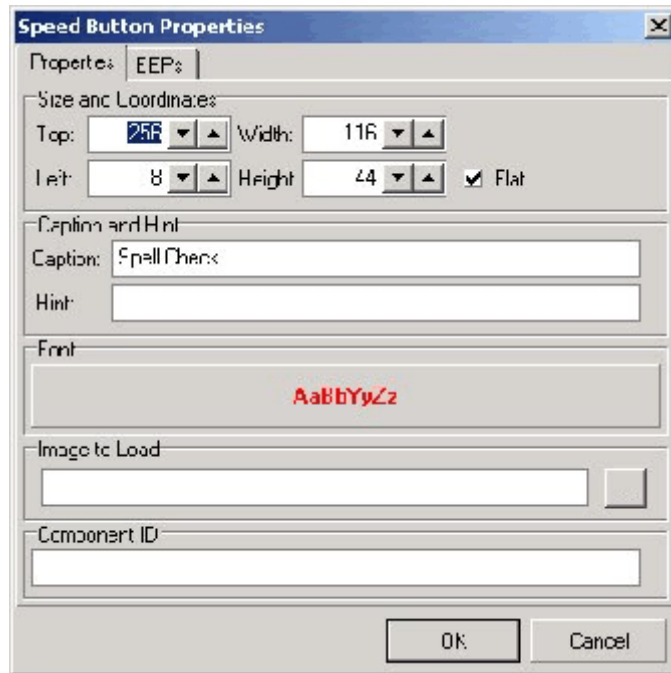 Speed Button Properties
Properties EEPs
Size and Coordinates
Top: 256 Width: 116
Left: 8 Height 44 Flat
Caption and Hint
Caption: Spell Check
Hint:
Font
AaBbYyZz
Image to Load
Component ID
OK Cancel